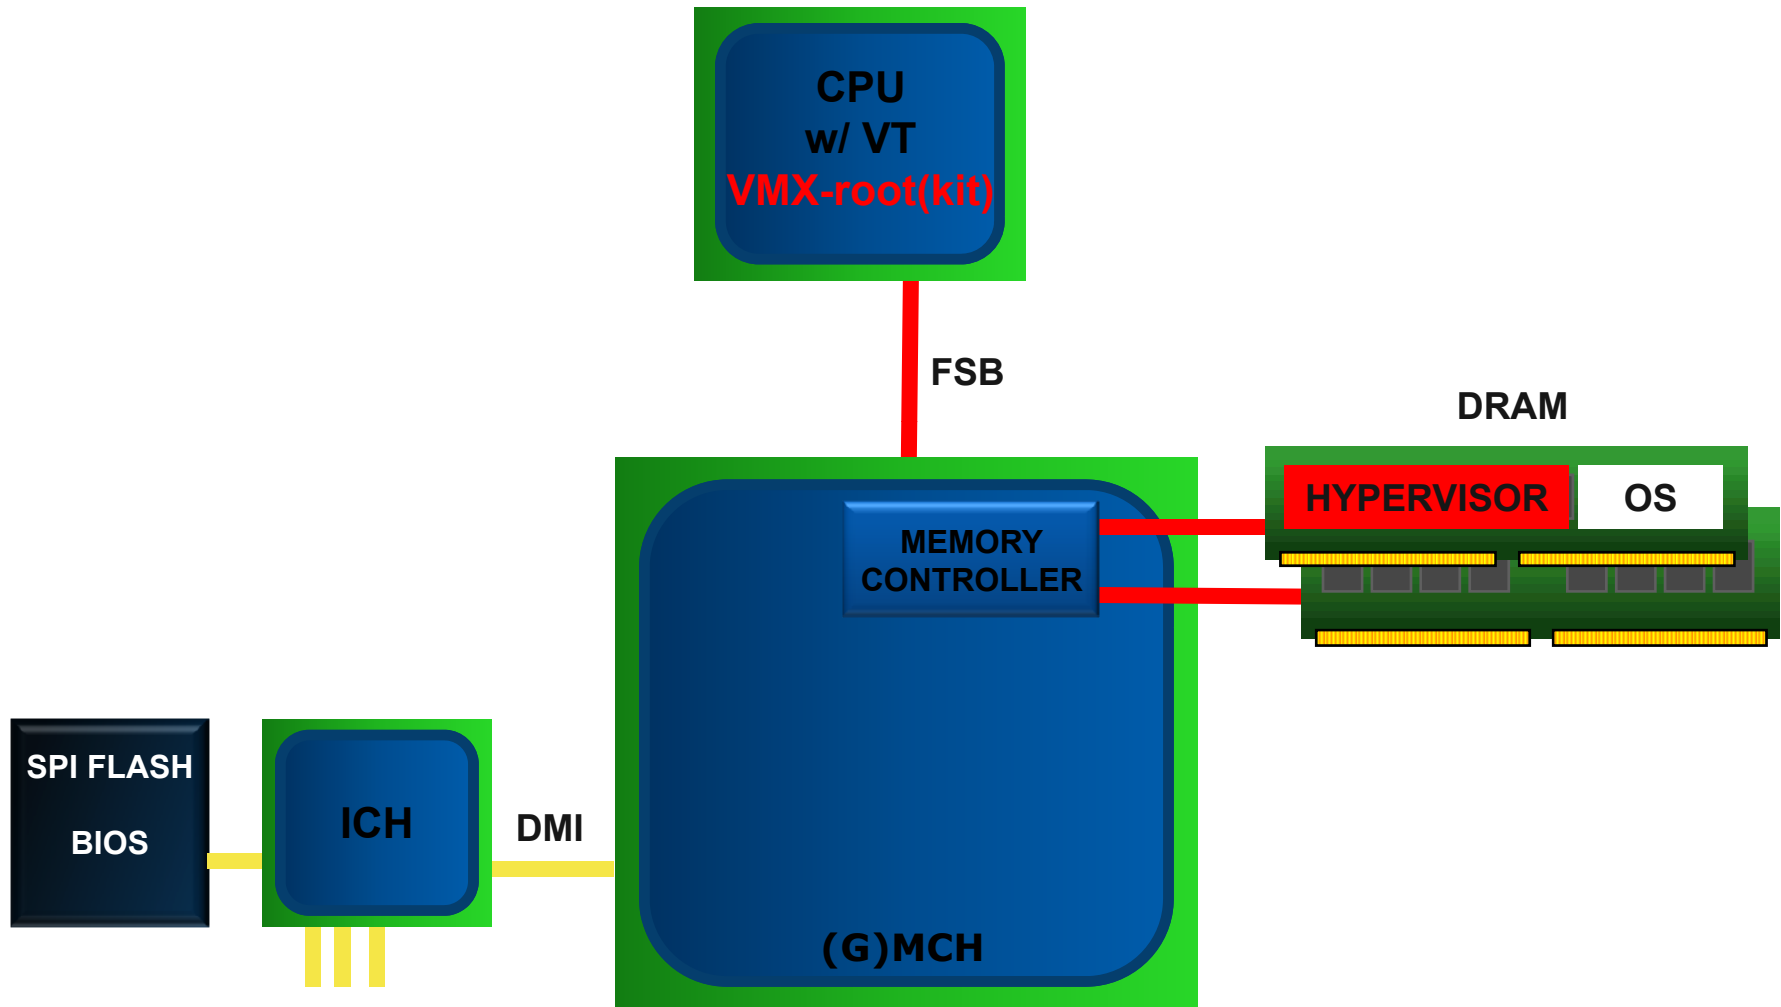 CPU
w/ VT
VMX-root(kit)
FSB
DRAM
HYPERVISOR
OS
MEMORY
CONTROLLER
SPI FLASH
BIOS
ICH
DMI
(G)MCH